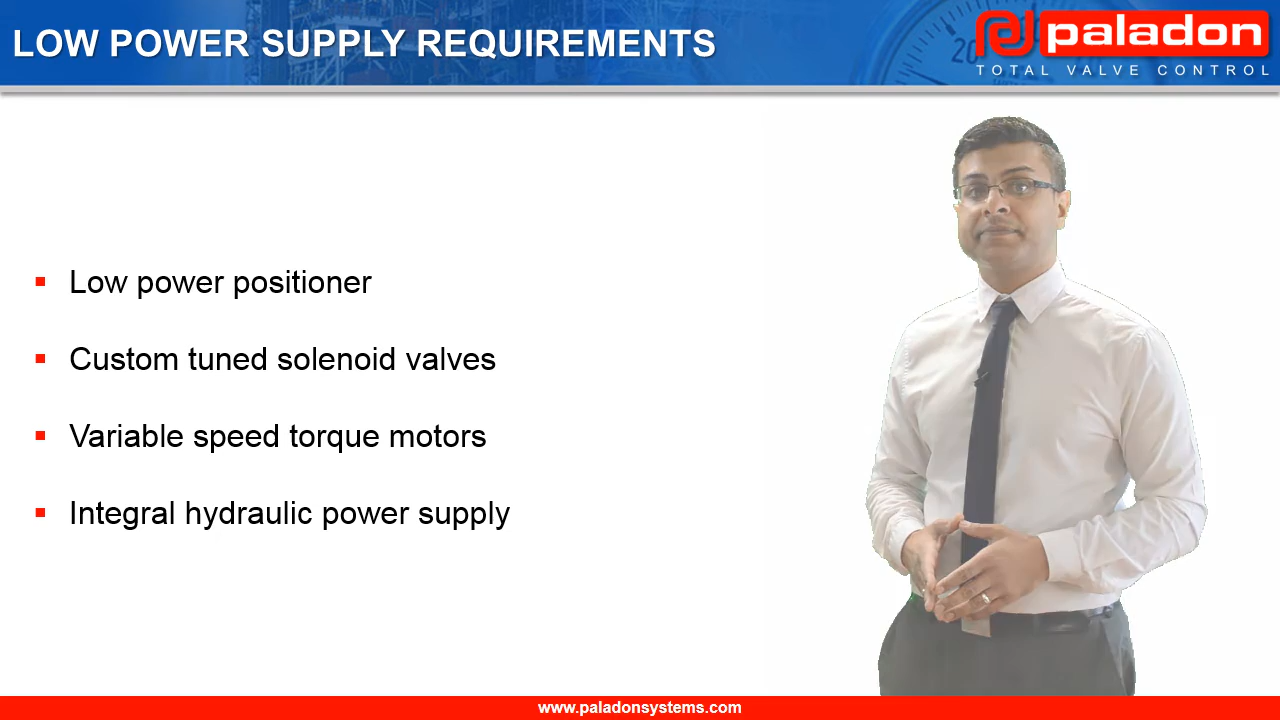 LOW POWER SUPPLY REQUIREMENTS
paladon
TOTAL VALVE CONTROL
Low power positioner
Custom tuned solenoid valves
Variable speed torque motors
Integral hydraulic power supply
www.paladonsystems.com